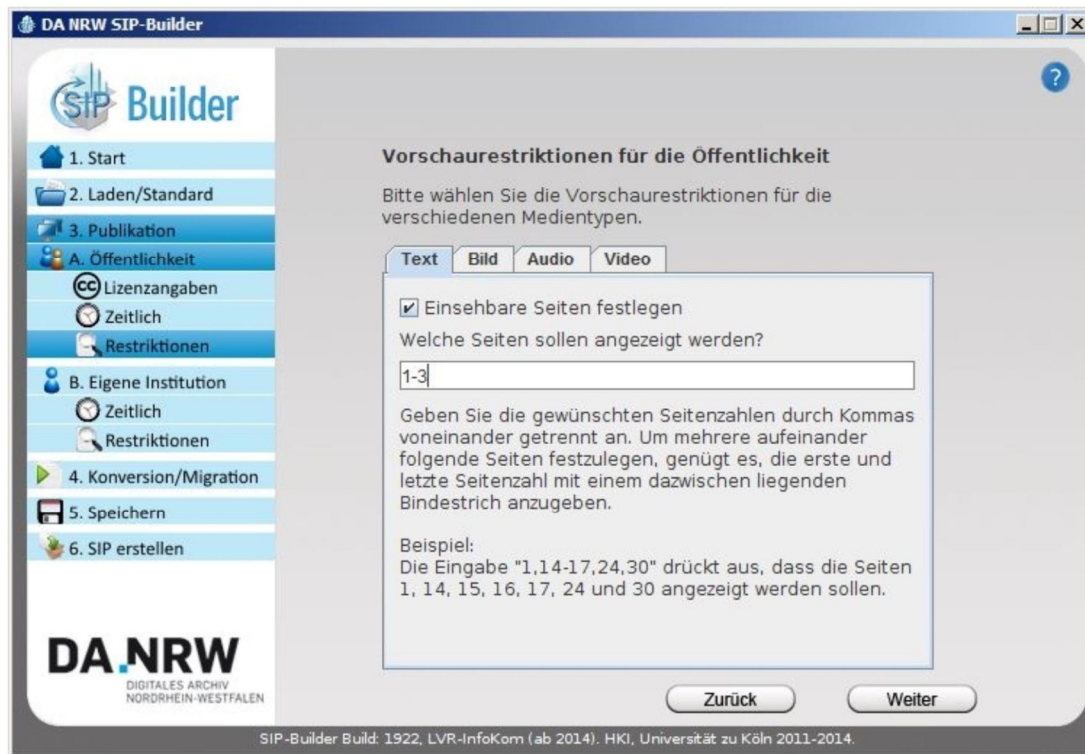 DA NRW SIP-Builder
SIP Builder
1. Start
2. Laden/Standard
3. Publikation
A. Öffentlichkeit
cc Lizenzangaben
Zeitlich
Restriktionen
B. Eigene Institution
Zeitlich
Restriktionen
4. Konversion/Migration
5. Speichern
6. SIP erstellen
DA.NRW
DIGITALES ARCHIV
NORDRHEIN-WESTFALEN
?
Vorschaurestriktionen für die Öffentlichkeit
Bitte wählen Sie die Vorschaurestriktionen für die
verschiedenen Medientypen.
Text Bild Audio Video
Einsehbare Seiten festlegen
Welche Seiten sollen angezeigt werden?
1-3
Geben Sie die gewünschten Seitenzahlen durch Kommas
voneinander getrennt an. Um mehrere aufeinander
folgende Seiten festzulegen, genügt es, die erste und
letzte Seitenzahl mit einem dazwischen liegenden
Bindestrich anzugeben.
Beispiel:
Die Eingabe "1,14-17,24,30" drückt aus, dass die Seiten
1, 14, 15, 16, 17, 24 und 30 angezeigt werden sollen.
Zurück Weiter
SIP-Builder Build: 1922, LVR-InfoKom (ab 2014). HKI, Universität zu Köln 2011-2014.